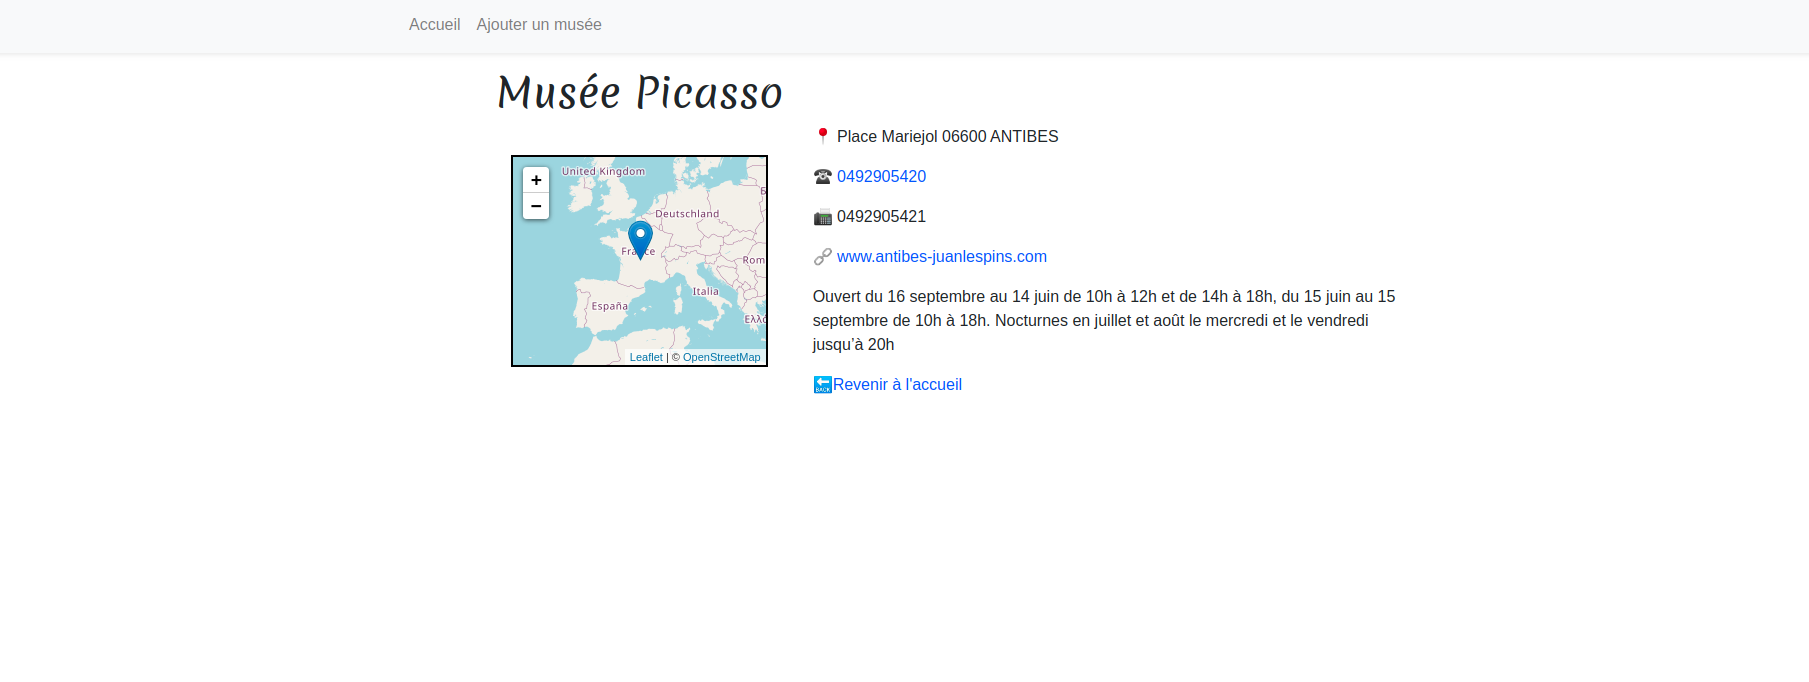 Accueil Ajouter un musée
Musée Picasso
+
−
United Kingdom
Б
Deutschland
France
Rom
Italia
España
Ελλά
Leaflet | © OpenStreetMap
Place Mariejol 06600 ANTIBES
0492905420
0492905421
www.antibes-juanlespins.com
Ouvert du 16 septembre au 14 juin de 10h à 12h et de 14h à 18h, du 15 juin au 15
septembre de 10h à 18h. Nocturnes en juillet et août le mercredi et le vendredi
jusqu’à 20h
BACK Revenir à l'accueil